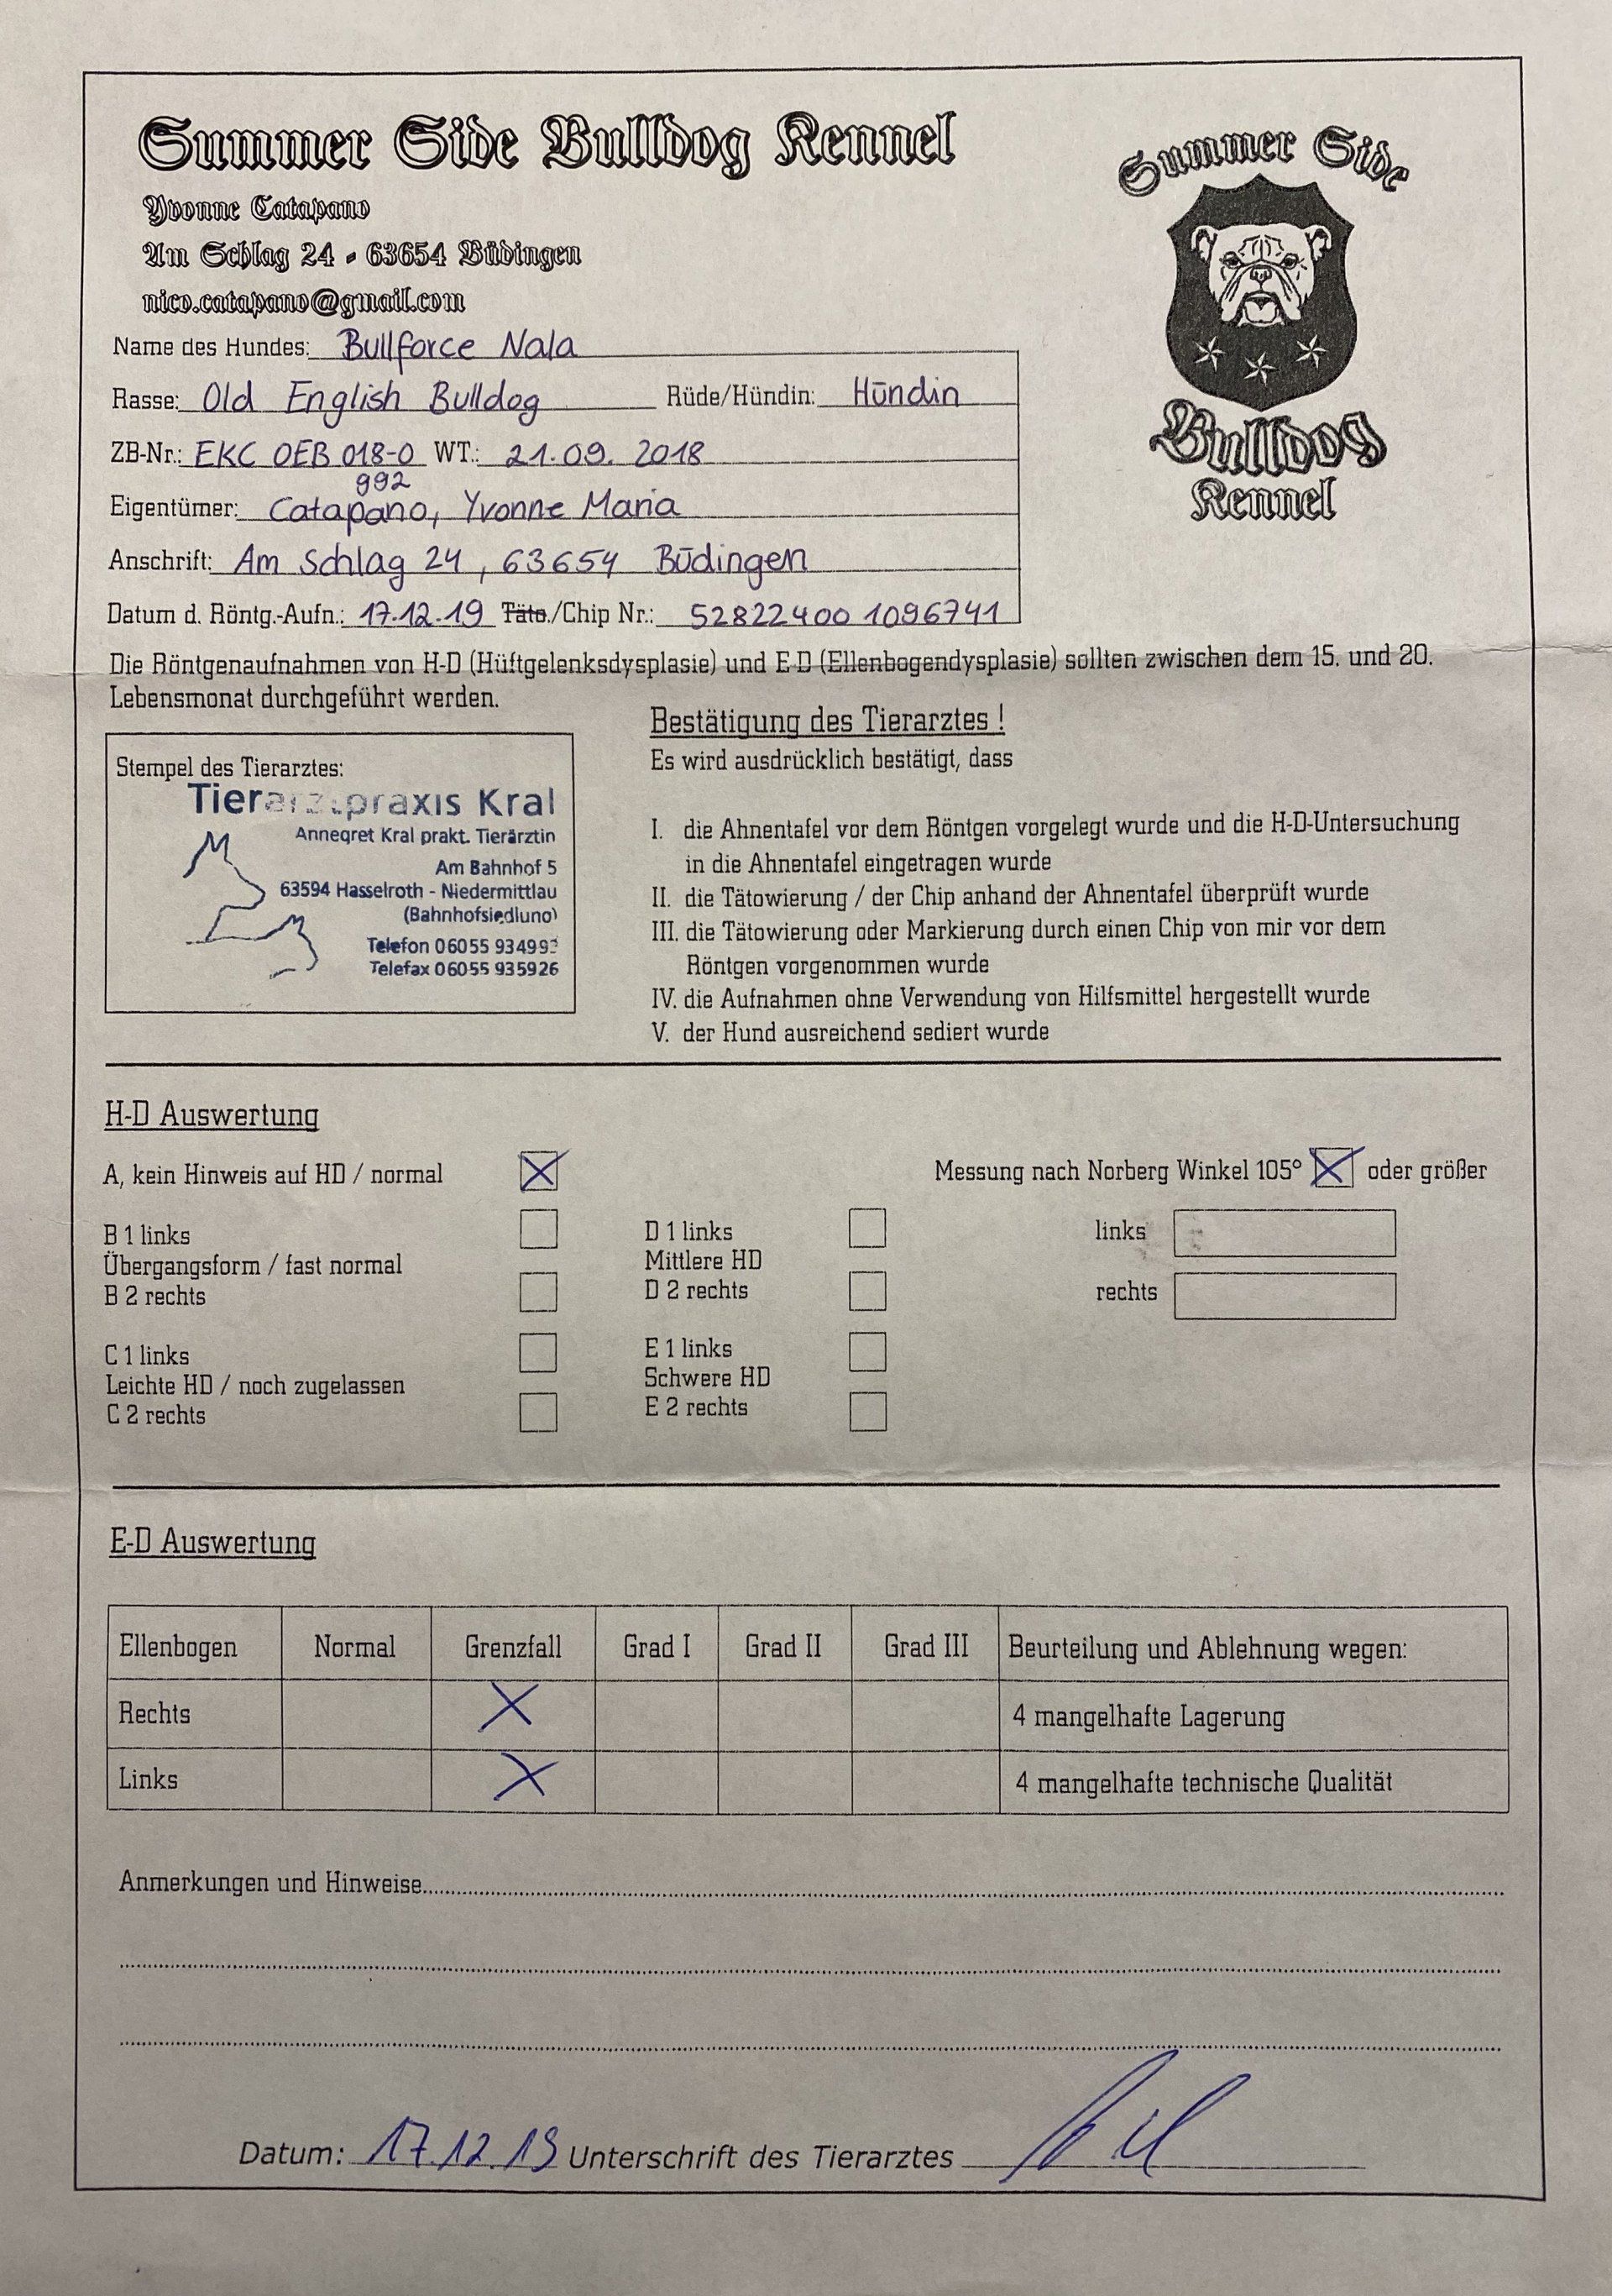 Summer Side Bulldog Kennel
Yvonne Catapano
Am Schlag 24 - 63654 Büdingen
nico.catapano@gmail.com
Summer Side
Bulldog
Kennel
Name des Hundes: Bullforce Nala
Rasse: Old English Bulldog Rüde/Hündin: Hündin
ZB-Nr.: EKC OEB 018-0 WT.: 21.09.2018
992
Eigentümer: Catapano, Yvonne Maria
Anschrift: Am Schlag 24, 63654 Büdingen
Datum d. Röntg.-Aufn.: 17.12.19 Täto./Chip Nr.: 52822400 1096741
Die Röntgenaufnahmen von H-D (Hüftgelenksdysplasie) und E-D (Ellenbogendysplasie) sollten zwischen dem 15. und 20.
Lebensmonat durchgeführt werden.
Stempel des Tierarztes:
Tierarztpraxis Kral
Annegret Kral prakt. Tierärztin
Am Bahnhof 5
63594 Hasselroth - Niedermittlau
(Bahnhofsiedlung)
Telefon 06055 934993
Telefax 06055 935926
Bestätigung des Tierarztes !
Es wird ausdrücklich bestätigt, dass
I. die Ahnentafel vor dem Röntgen vorgelegt wurde und die H-D-Untersuchung
in die Ahnentafel eingetragen wurde
II. die Tätowierung / der Chip anhand der Ahnentafel überprüft wurde
III. die Tätowierung oder Markierung durch einen Chip von mir vor dem
Röntgen vorgenommen wurde
IV. die Aufnahmen ohne Verwendung von Hilfsmittel hergestellt wurde
V. der Hund ausreichend sediert wurde
H-D Auswertung
A, kein Hinweis auf HD / normal X Messung nach Norberg Winkel 105° X oder größer
B 1 links
Übergangsform / fast normal
B 2 rechts
C 1 links
Leichte HD / noch zugelassen
C 2 rechts
D 1 links
Mittlere HD
D 2 rechts
E 1 links
Schwere HD
E 2 rechts
links
rechts
E-D Auswertung
Ellenbogen Normal Grenzfall Grad I Grad II Grad III Beurteilung und Ablehnung wegen:
Rechts X 4 mangelhafte Lagerung
Links X 4 mangelhafte technische Qualität
Anmerkungen und Hinweise
Datum: 17.12.19 Unterschrift des Tierarztes